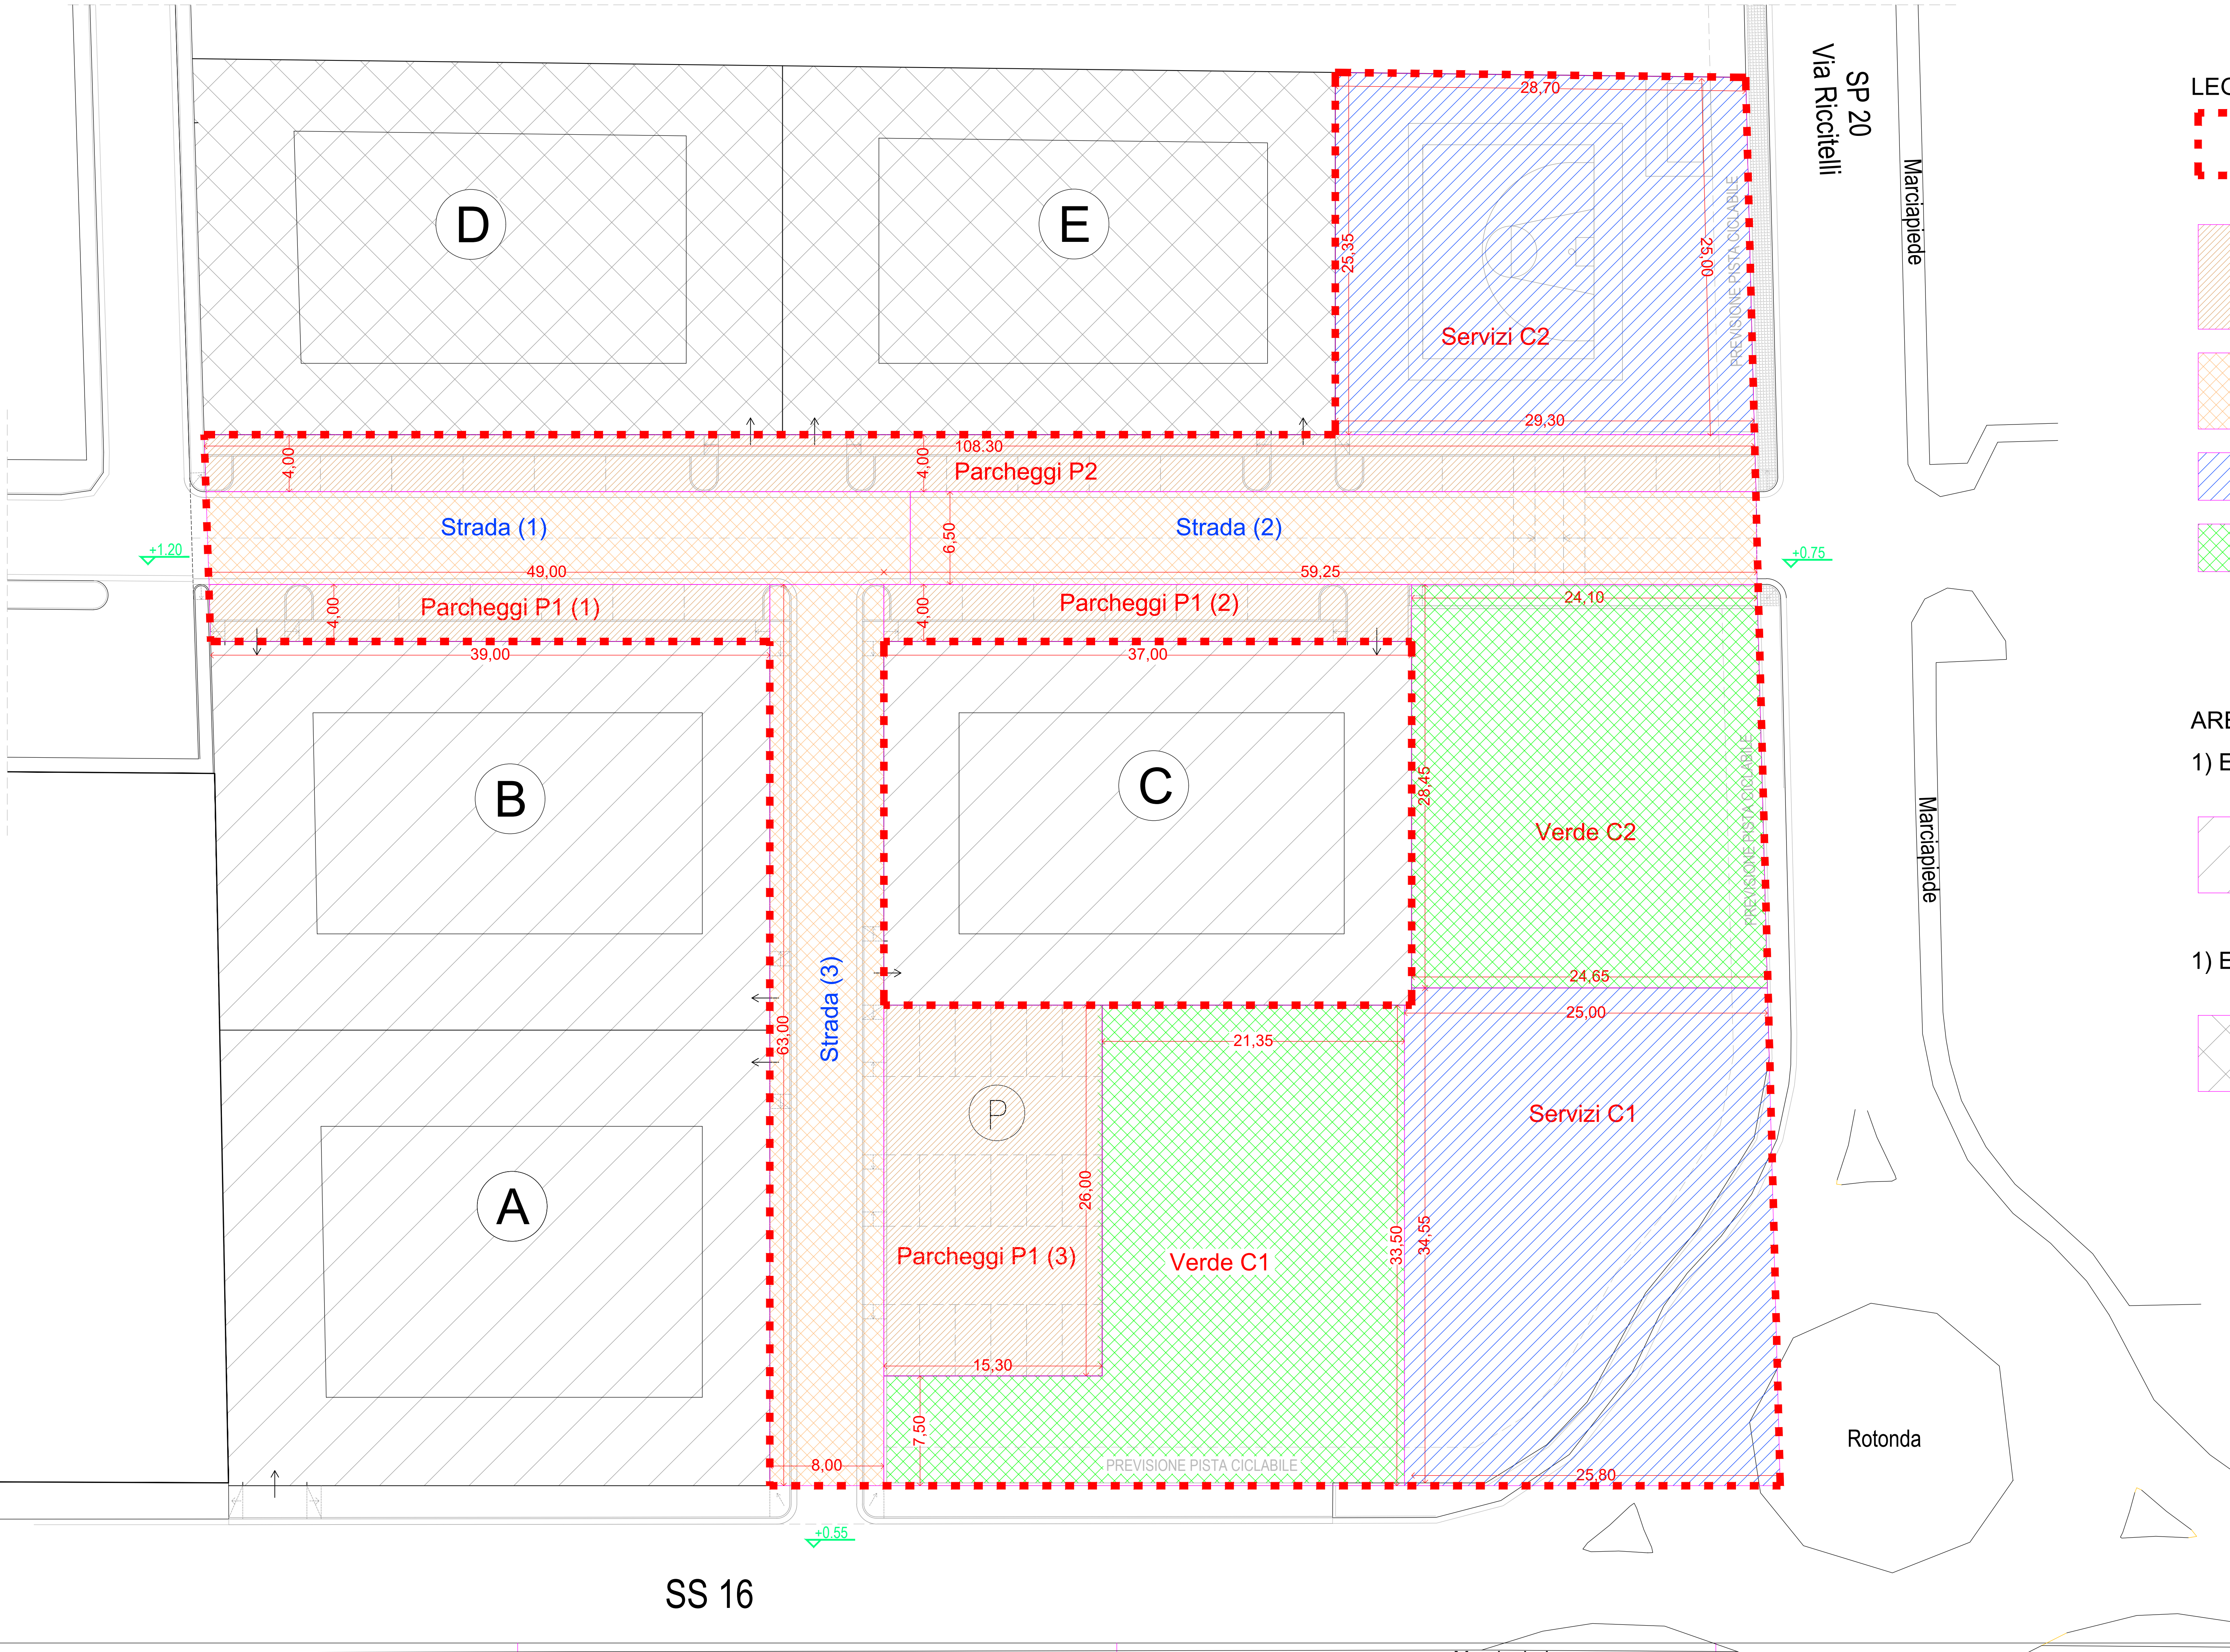 SP 20
Via Riccitelli
Marciapiede
28,70
25,35
25,00
PREVISIONE PISTA CICLABILE
D
E
Servizi C2
29,30
108.30
4,00
4,00
Parcheggi P2
Strada (1)
Strada (2)
6,50
+1.20
+0.75
49,00
59,25
Parcheggi P1 (1)
4,00
4,00
Parcheggi P1 (2)
24,10
39,00
37,00
B
C
28,45
Verde C2
PREVISIONE PISTA CICLABILE
Marciapiede
24,65
25,00
Strada (3)
63,00
21,35
P
Servizi C1
A
26,00
Parcheggi P1 (3)
Verde C1
33,50
34,55
15,30
7,50
8,00
PREVISIONE PISTA CICLABILE
25,80
Rotonda
+0.55
SS 16
LEG
ARE
1) E
1) E